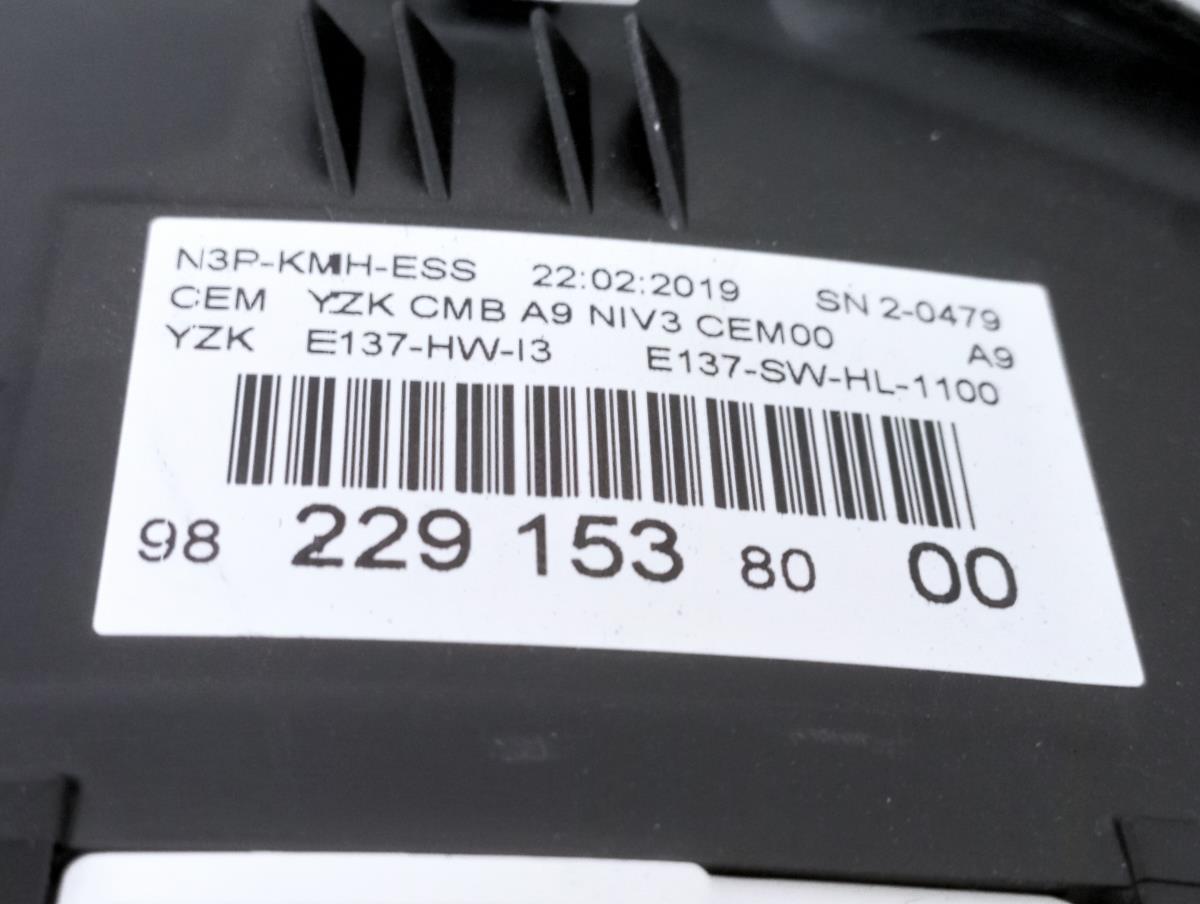 N3P-KMH-ESS 22:02:2019 SN 2-0479
CEM YZK CMB A9 NIV3 CEM00 A9
YZK E137-HW-I3 E137-SW-HL-1100
98 229 153 80 00